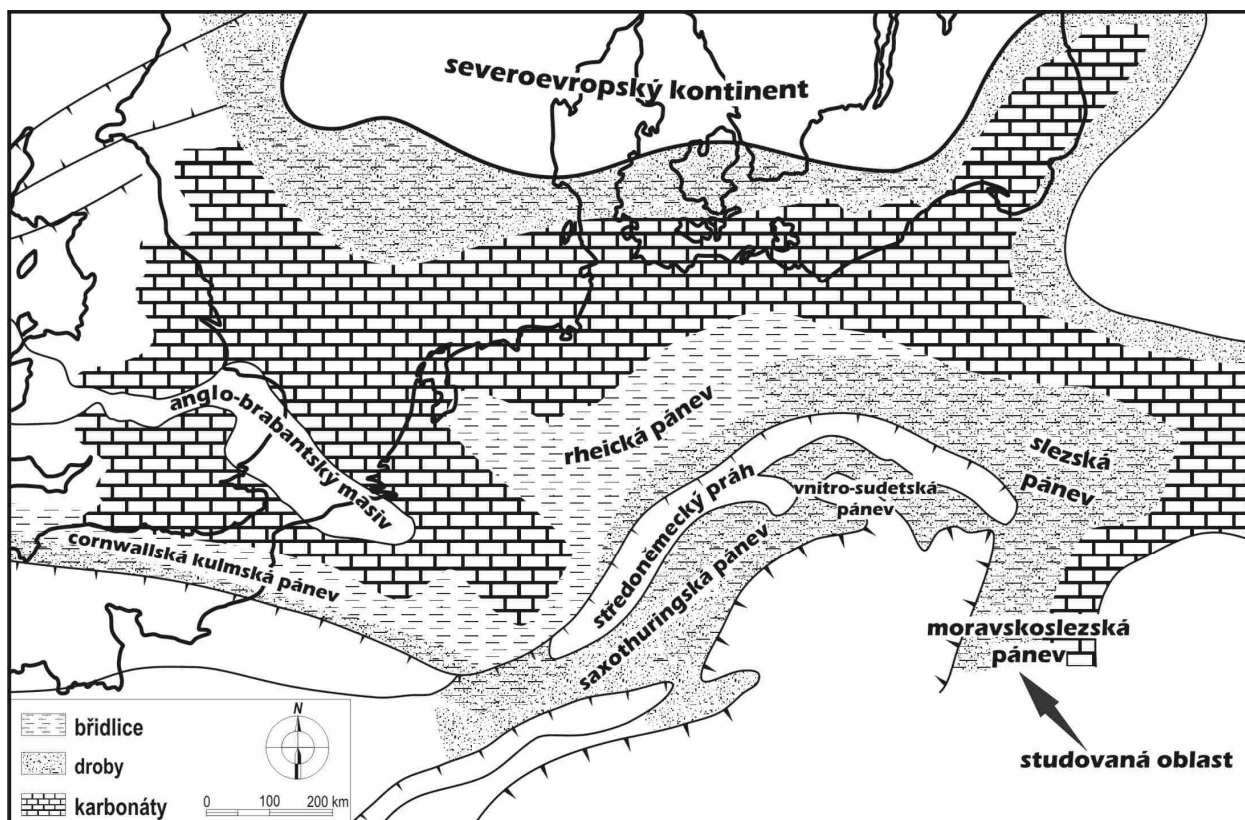 severoevropský kontinent
anglo-brabantský masiv
rheická pánev
slezská
pánev
vnitro-sudetská
pánev
středoněmecký práh
cornwallská kulmská pánev
saxothuringská pánev
moravskoslezská
pánev
studovaná oblast
N
břidlice
droby
karbonáty
0 100 200 km